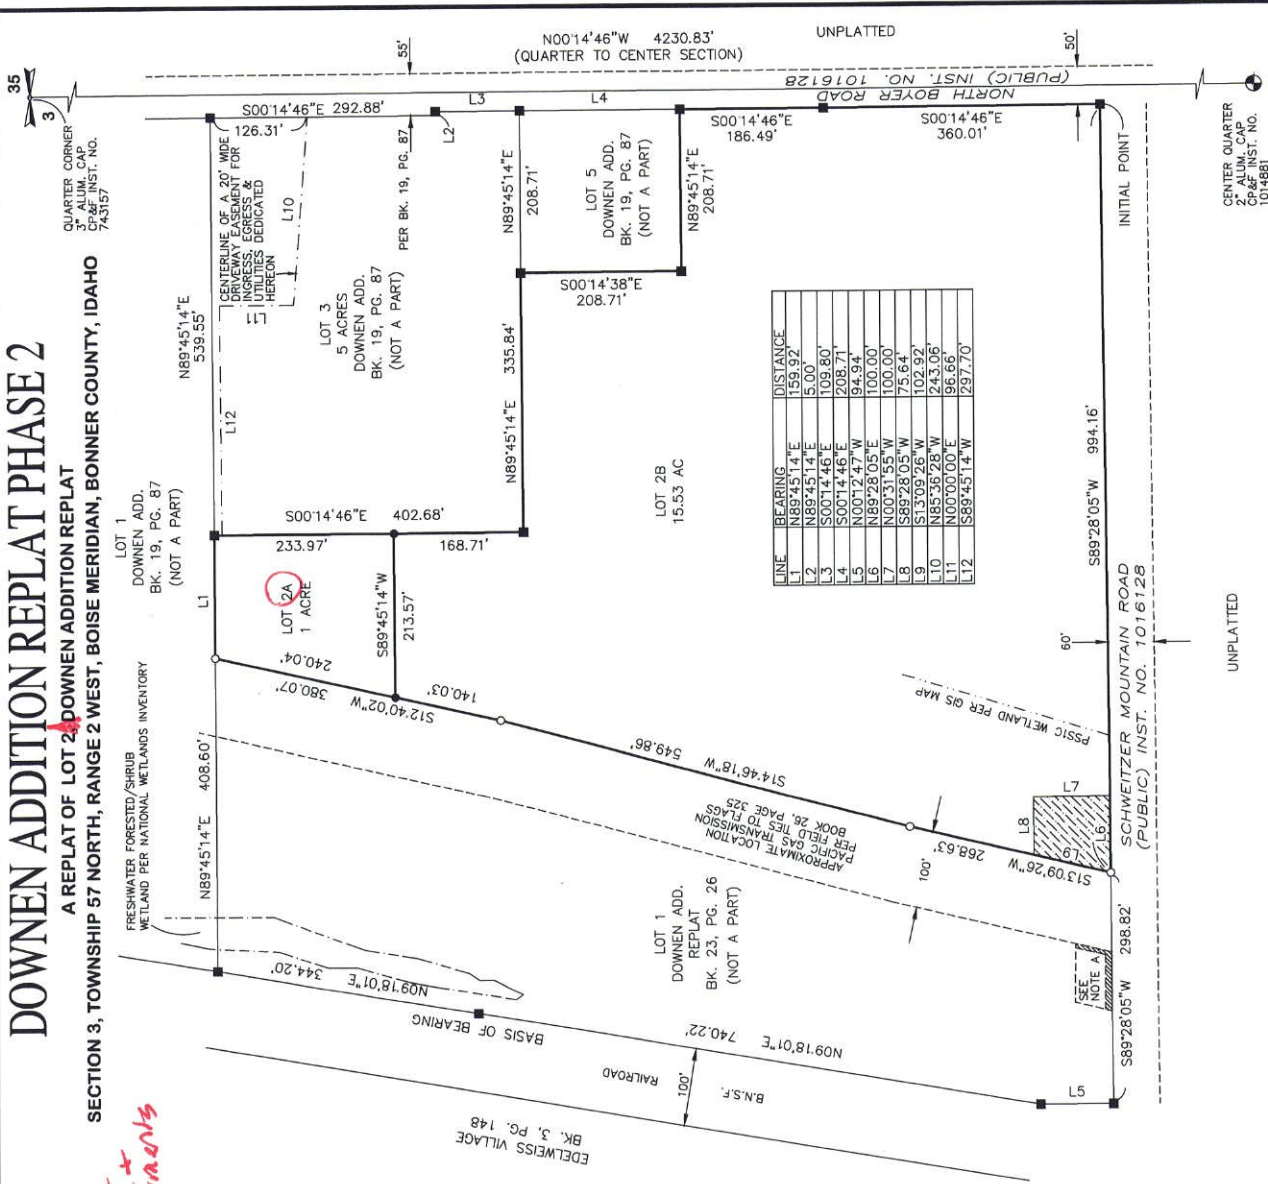 DOWNEN ADDITION REPLAT PHASE 2
A REPLAT OF LOT 2, DOWNEN ADDITION REPLAT
SECTION 3, TOWNSHIP 57 NORTH, RANGE 2 WEST, BOISE MERIDIAN, BONNER COUNTY, IDAHO
35
3
QUARTER CORNER
3" ALUM. CAP
CP&F INST. NO.
743157
N00°14'46"W 4230.83'
(QUARTER TO CENTER SECTION)
UNPLATTED
55'
50'
NORTH BOYER ROAD
(PUBLIC) INST. NO. 1016128
CENTER QUARTER
2" ALUM. CAP
CP&F INST. NO.
1014881
INITIAL POINT
S00°14'46"E 292.88'
126.31'
L2
L3
L4
S00°14'46"E
186.49'
S00°14'46"E
360.01'
CENTERLINE OF A 20' WIDE
DRIVEWAY EASEMENT FOR
INGRESS, EGRESS &
UTILITIES DEDICATED
HEREON
L10
L11
L12
PER BK. 19, PG. 87
N89°45'14"E
539.55'
LOT 3
5 ACRES
DOWNEN ADD.
BK. 19, PG. 87
(NOT A PART)
N89°45'14"E
208.71'
LOT 5
DOWNEN ADD.
BK. 19, PG. 87
(NOT A PART)
N89°45'14"E
208.71'
S00°14'38"E
208.71'
N89°45'14"E 335.84'
LOT 1
DOWNEN ADD.
BK. 19, PG. 87
(NOT A PART)
S00°14'46"E 402.68'
233.97'
168.71'
L1
LOT 2A
1 ACRE
S89°45'14"W
213.57'
240.04'
380.07'
S12°40'02"W
140.03'
LOT 2B
15.53 AC
LINE BEARING DISTANCE
L1 N89°45'14"E 159.92'
L2 N89°45'14"E 5.00'
L3 S00°14'46"E 109.80'
L4 S00°14'46"E 208.71'
L5 N00°12'47"W 94.94'
L6 N89°28'05"E 100.00'
L7 N00°31'55"W 100.00'
L8 S89°28'05"W 75.64'
L9 S13°09'26"W 102.92'
L10 N85°36'28"W 243.06'
L11 N00°00'00"E 96.66'
L12 S89°45'14"W 297.70'
S89°28'05"W 994.16'
60'
SCHWEITZER MOUNTAIN ROAD
(PUBLIC) INST. NO. 1016128
UNPLATTED
PSS1C WETLAND PER GIS MAP
L7
L8
L9
L6
549.86'
S14°46'18"W
APPROXIMATE LOCATION
PACIFIC GAS TRANSMISSION
PER FIELD TIES TO FLAGS
BOOK 26, PAGE 325
268.63'
S13°09'26"W
100'
FRESHWATER FORESTED/SHRUB
WETLAND PER NATIONAL WETLANDS INVENTORY
N89°45'14"E 408.60'
LOT 1
DOWNEN ADD.
REPLAT
BK. 23, PG. 26
(NOT A PART)
SEE
NOTE A
S89°28'05"W 298.82'
344.20'
N09°18'01"E
BASIS OF BEARING
740.22'
N09°18'01"E
L5
RAILROAD
100'
B.N.S.F.
EDELWEISS VILLAGE
BK. 3, PG. 148